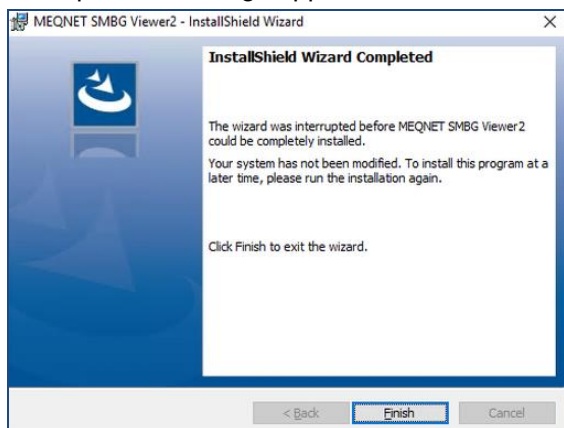 MEQNET SMBG Viewer2 - InstallShield Wizard
InstallShield Wizard Completed
The wizard was interrupted before MEQNET SMBG Viewer2
could be completely installed.
Your system has not been modified. To install this program at a
later time, please run the installation again.
Click Finish to exit the wizard.
< Back
Finish
Cancel